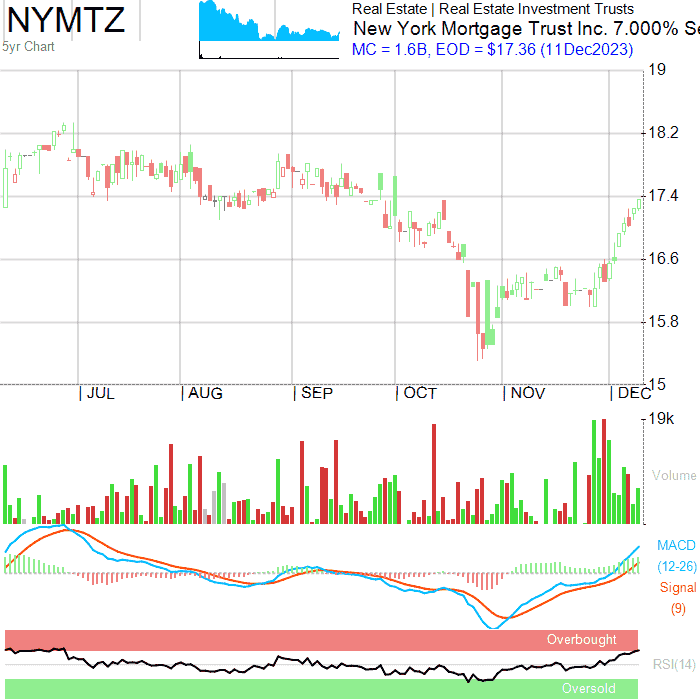 NYMTZ
5yr Chart
Real Estate | Real Estate Investment Trusts
New York Mortgage Trust Inc. 7.000% Se
MC = 1.6B, EOD = $17.36 (11Dec2023)
19
18.2
17.4
16.6
15.8
15
| JUL | AUG | SEP | OCT | NOV | DEC
19k
Volume
MACD
(12-26)
Signal
(9)
Overbought
RSI(14)
Oversold